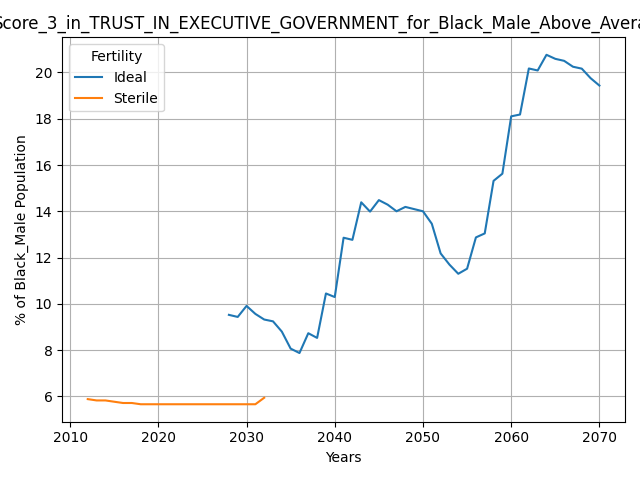 Score_3_in_TRUST_IN_EXECUTIVE_GOVERNMENT_for_Black_Male_Above_Avera
Fertility
Ideal
Sterile
% of Black_Male Population
20
18
16
14
12
10
8
6
2010 2020 2030 2040 2050 2060 2070
Years